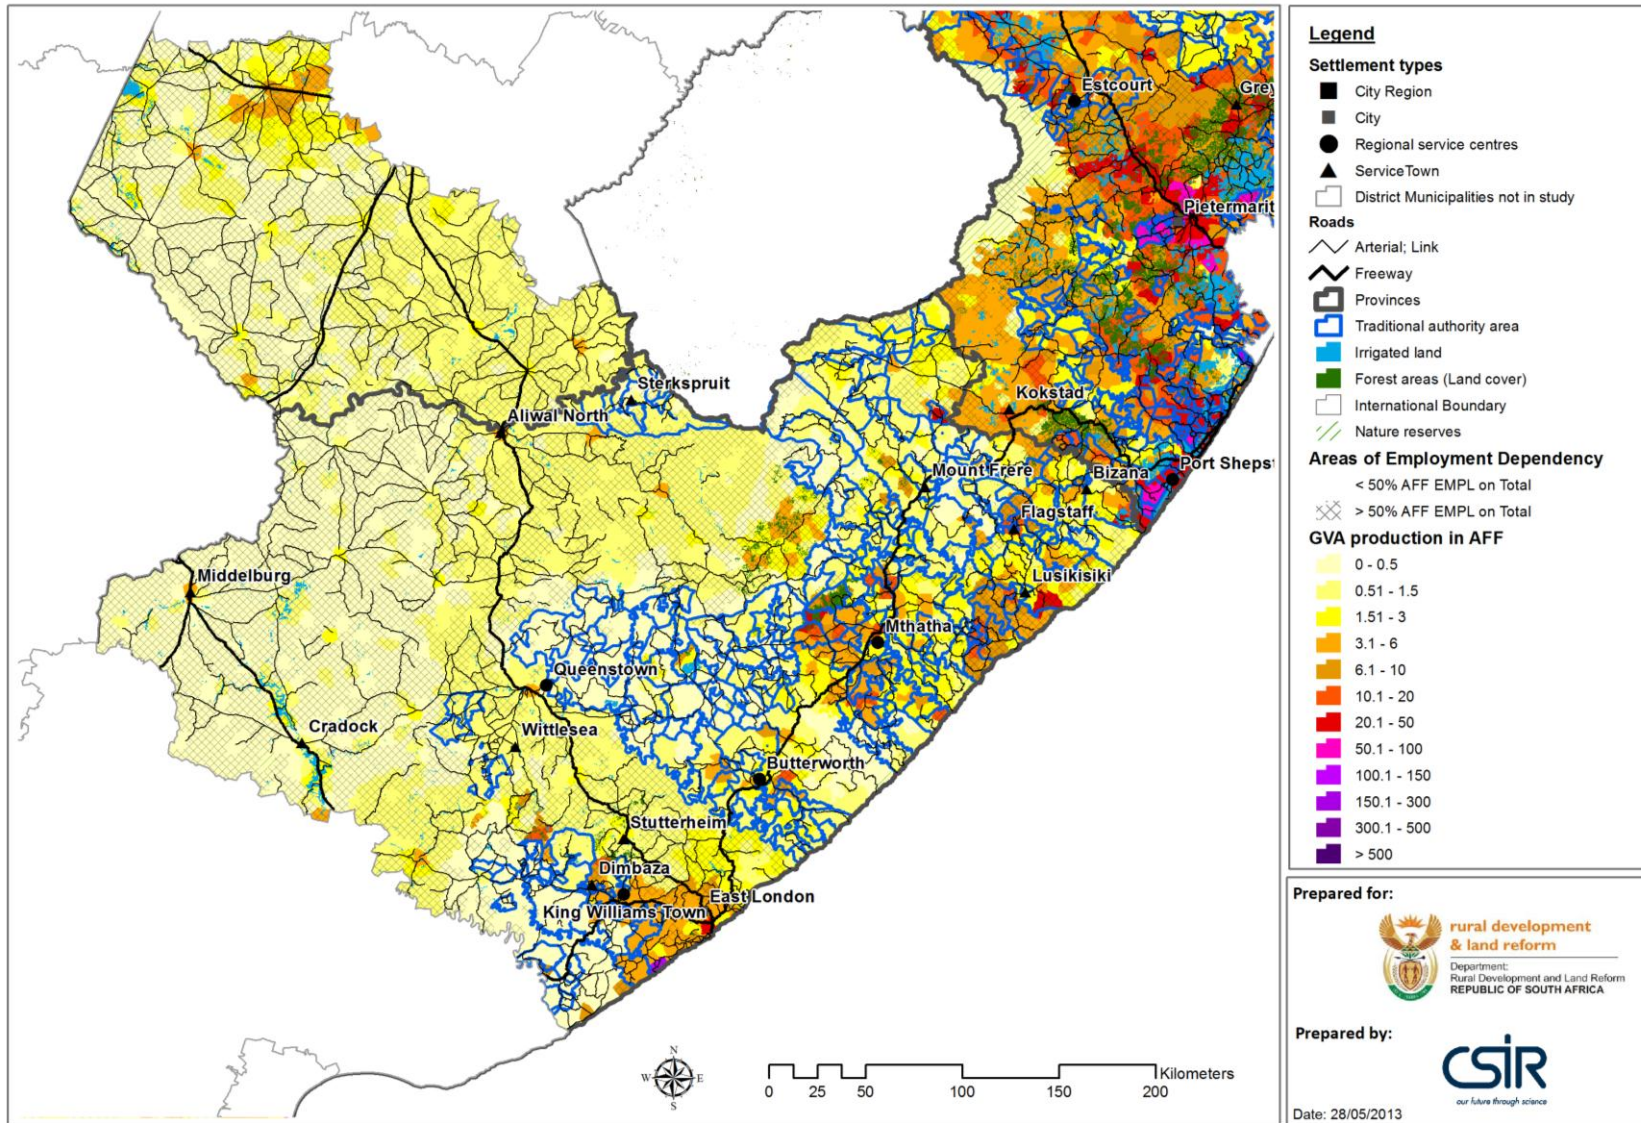 Estcourt
Grey
Pietermarit
Sterkspruit
Kokstad
Aliwal North
Mount Frere
Bizana
Port Shepst
Flagstaff
Middelburg
Lusikisiki
Mthatha
Queenstown
Cradock
Wittlesea
Butterworth
Stutterheim
Dimbaza
East London
King Williams Town
N
W E
S
Kilometers
0 25 50 100 150 200
Legend
Settlement types
City Region
City
Regional service centres
ServiceTown
District Municipalities not in study
Roads
Arterial; Link
Freeway
Provinces
Traditional authority area
Irrigated land
Forest areas (Land cover)
International Boundary
Nature reserves
Areas of Employment Dependency
< 50% AFF EMPL on Total
> 50% AFF EMPL on Total
GVA production in AFF
0 - 0.5
0.51 - 1.5
1.51 - 3
3.1 - 6
6.1 - 10
10.1 - 20
20.1 - 50
50.1 - 100
100.1 - 150
150.1 - 300
300.1 - 500
> 500
Prepared for:
rural development
& land reform
Department:
Rural Development and Land Reform
REPUBLIC OF SOUTH AFRICA
Prepared by:
CSIR
our future through science
Date: 28/05/2013